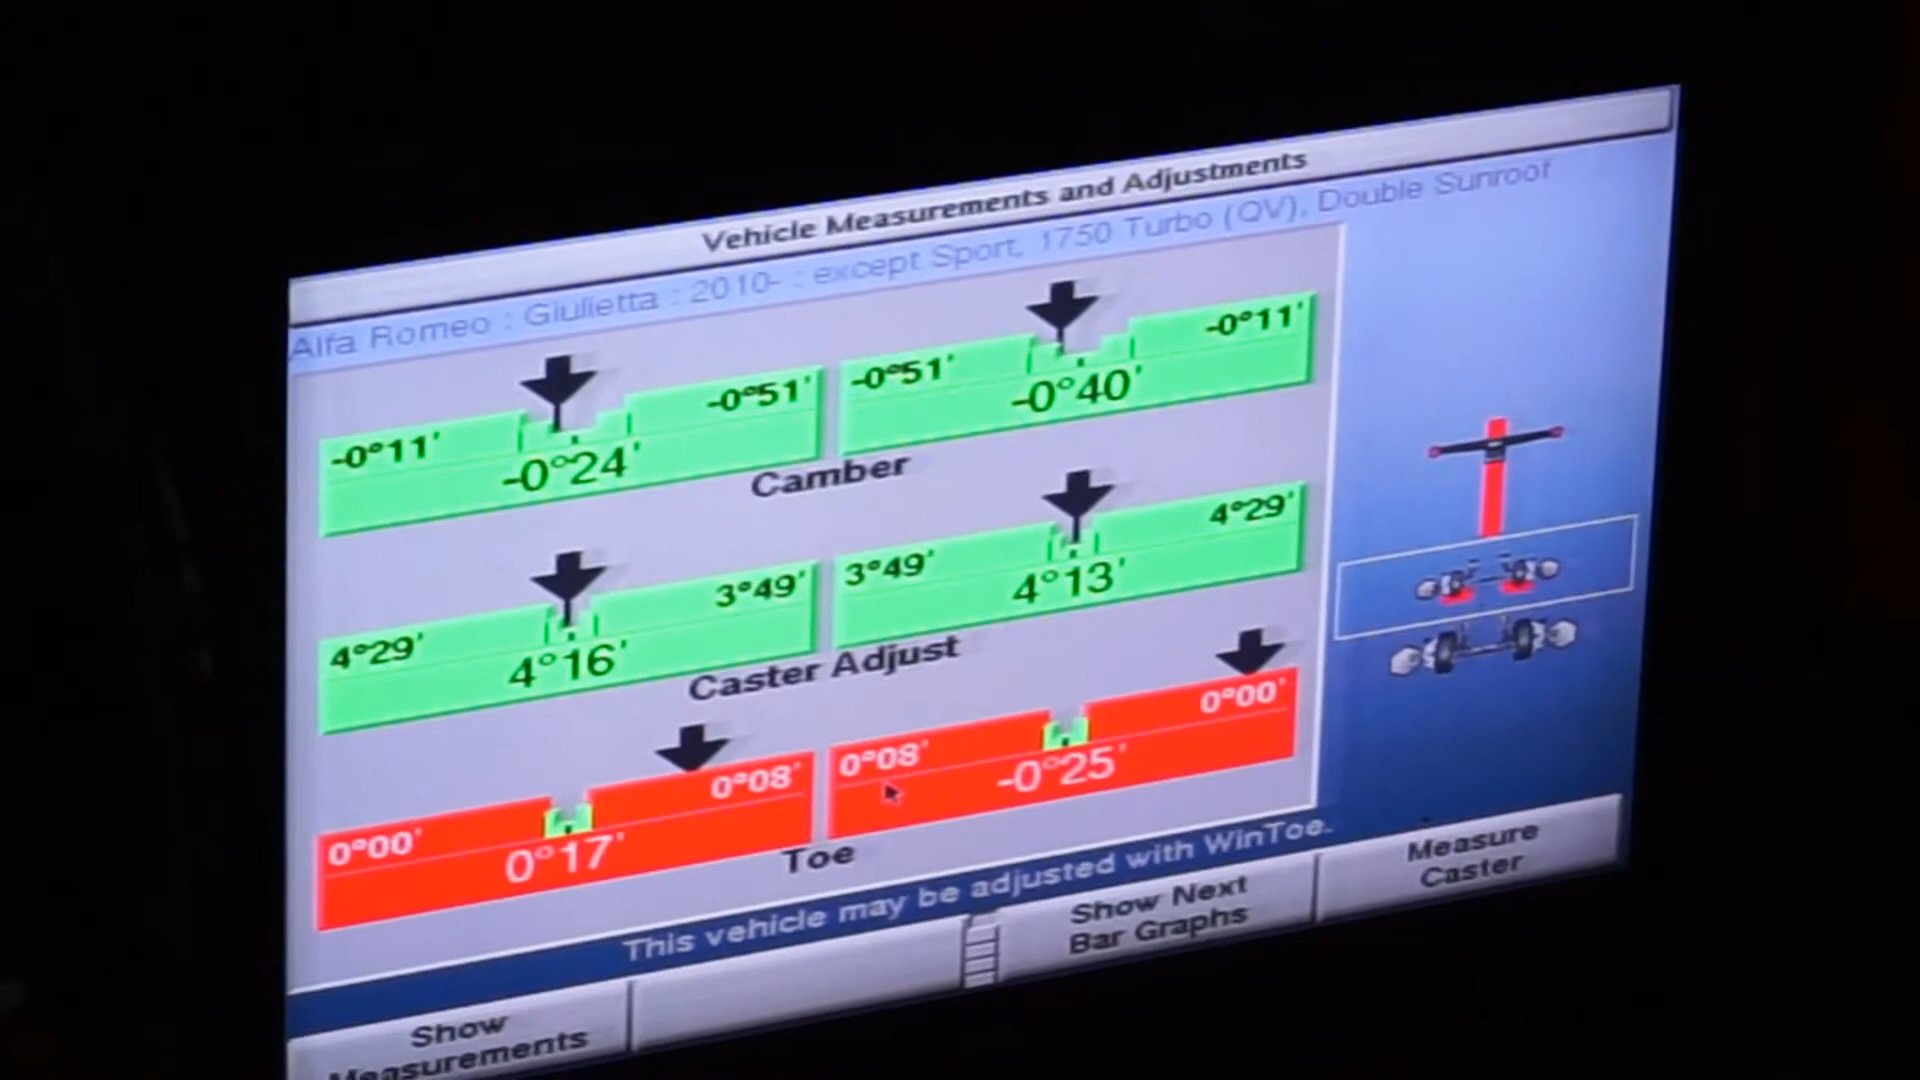 Vehicle Measurements and Adjustments
Alfa Romeo : Giulietta : 2010- : except Sport, 1750 Turbo (QV), Double Sunroof
-0°11' -0°51' -0°51' -0°11'
-0°24' -0°40'
Camber
4°29' 3°49' 3°49' 4°29'
4°16' 4°13'
Caster Adjust
0°00' 0°08' 0°08' 0°00'
0°17' -0°25'
Toe
This vehicle may be adjusted with WinToe.
Show
Measurements
Show Next
Bar Graphs
Measure
Caster